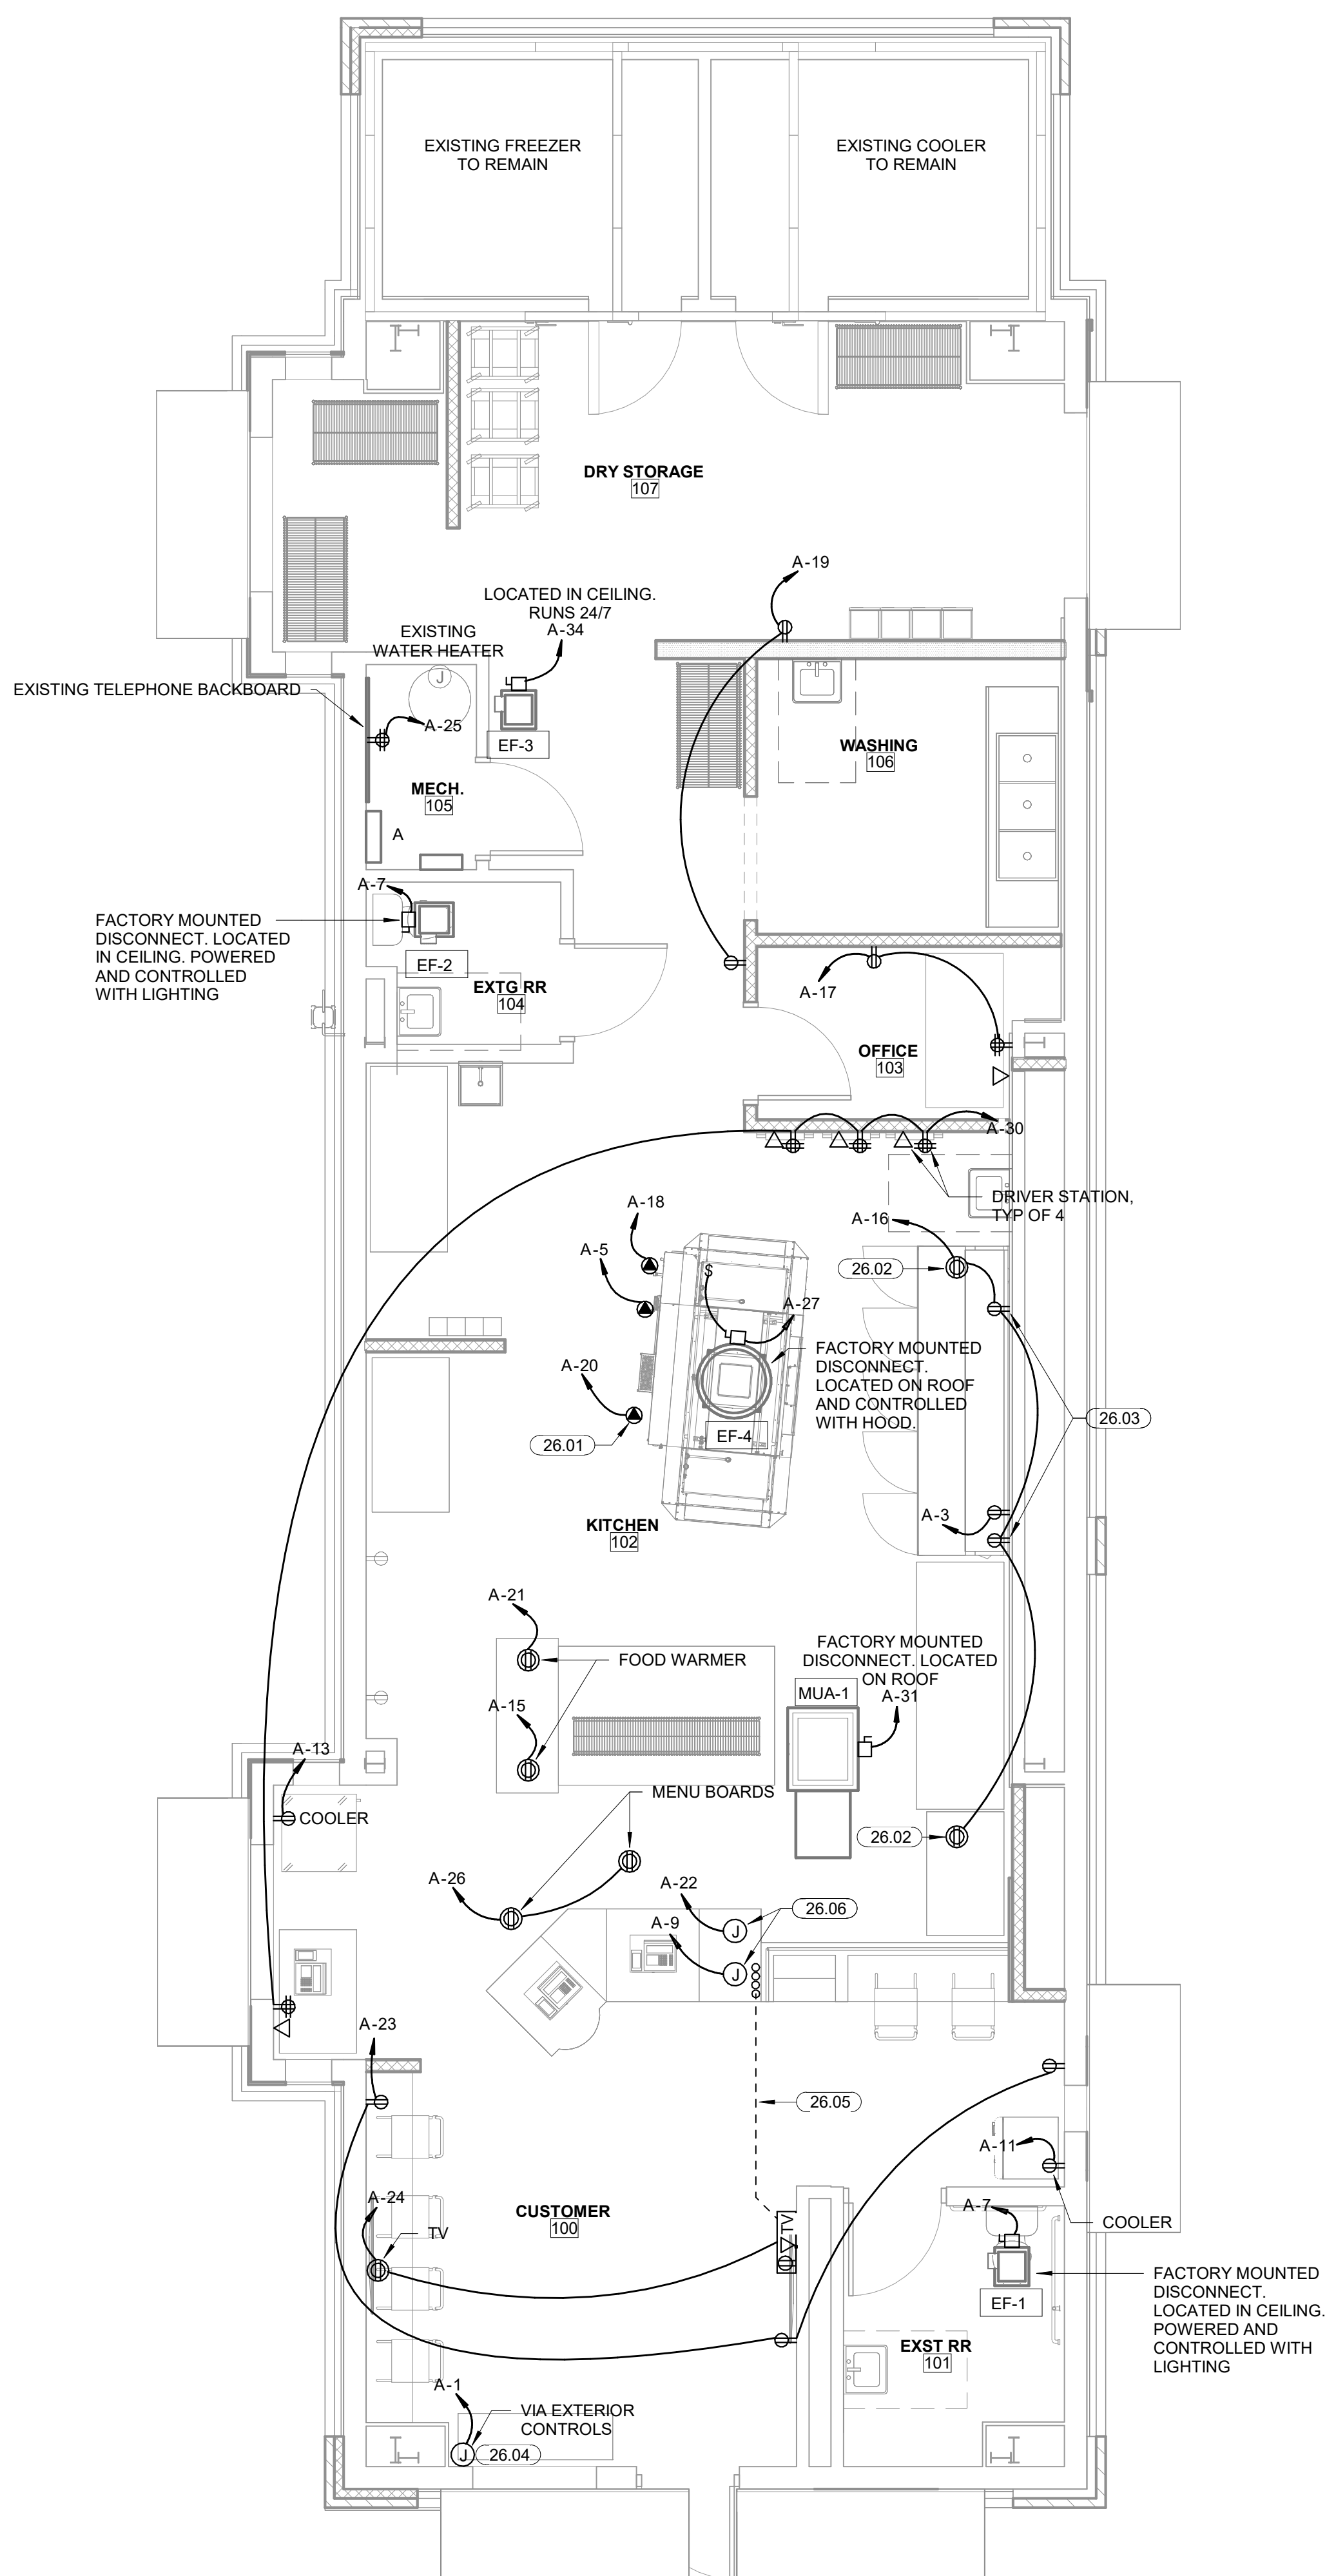 EXISTING FREEZER
TO REMAIN
EXISTING COOLER
TO REMAIN
DRY STORAGE
107
A-19
LOCATED IN CEILING.
RUNS 24/7
A-34
EXISTING
WATER HEATER
J
EXISTING TELEPHONE BACKBOARD
A-25
EF-3
WASHING
106
MECH.
105
A
A-7
FACTORY MOUNTED
DISCONNECT. LOCATED
IN CEILING. POWERED
AND CONTROLLED
WITH LIGHTING
EF-2
EXTG RR
104
A-17
OFFICE
103
A-30
DRIVER STATION,
TYP OF 4
A-18
A-16
A-5
26.02
$
A-27
FACTORY MOUNTED
DISCONNECT.
LOCATED ON ROOF
AND CONTROLLED
WITH HOOD.
A-20
26.03
EF-4
26.01
A-3
KITCHEN
102
A-21
FOOD WARMER
FACTORY MOUNTED
DISCONNECT. LOCATED
ON ROOF
MUA-1
A-31
A-15
A-13
COOLER
MENU BOARDS
26.02
A-26
A-22
26.06
A-9
J
J
A-23
26.05
A-11
A-24
TV
CUSTOMER
100
TV
A-7
COOLER
EF-1
FACTORY MOUNTED
DISCONNECT.
LOCATED IN CEILING.
POWERED AND
CONTROLLED WITH
LIGHTING
EXST RR
101
A-1
VIA EXTERIOR
CONTROLS
J
26.04